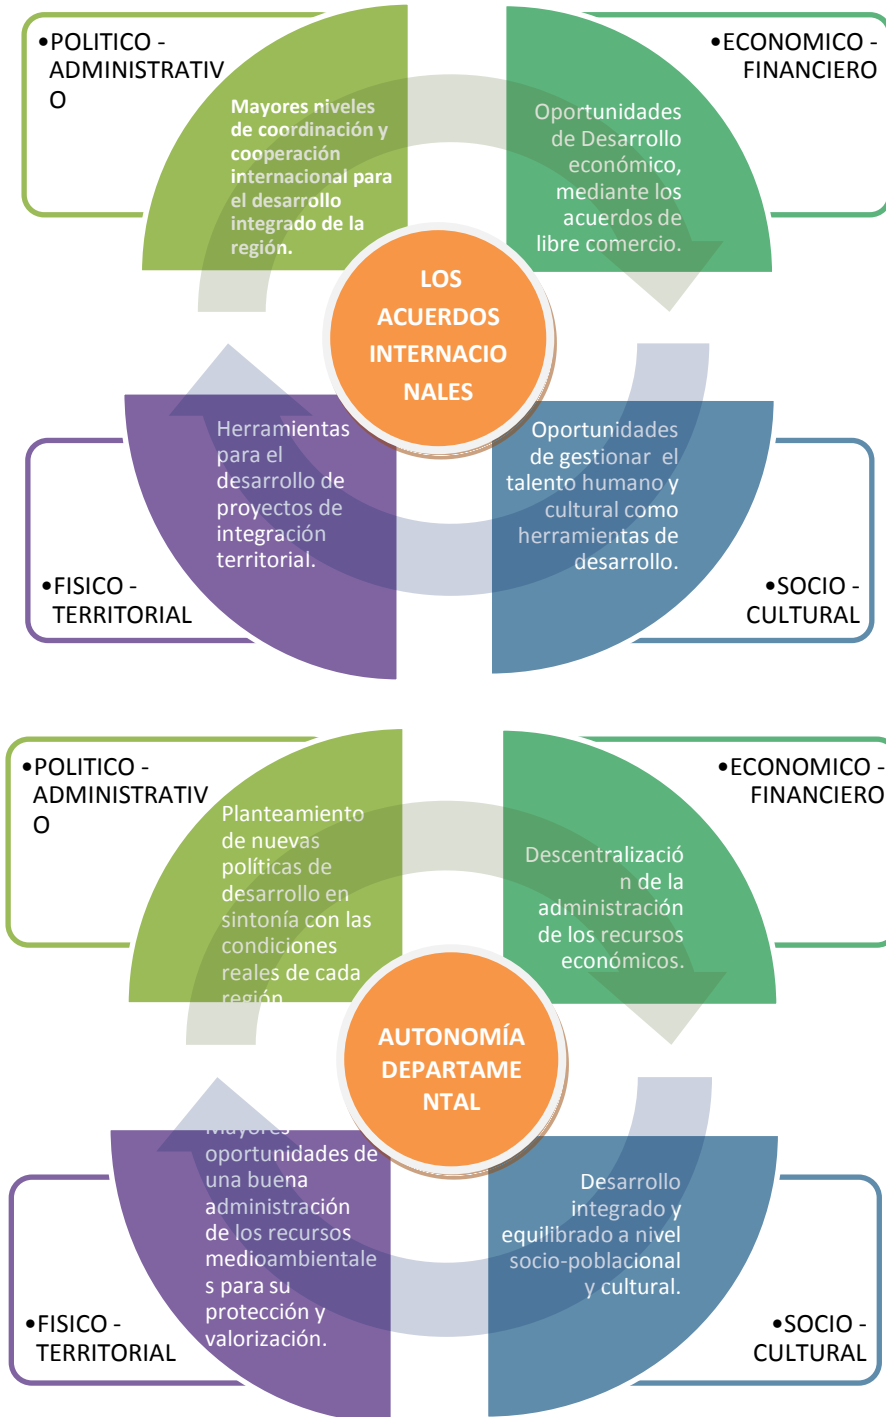 •POLITICO -
ADMINISTRATIV
O
Mayores niveles
de coordinación y
cooperación
internacional para
el desarrollo
integrado de la
región.
•ECONOMICO -
FINANCIERO
Oportunidades
de Desarrollo
económico,
mediante los
acuerdos de
libre comercio.
LOS
ACUERDOS
INTERNACIO
NALES
Herramientas
para el
desarrollo de
proyectos de
integración
territorial.
•FISICO -
TERRITORIAL
Oportunidades
de gestionar el
talento humano y
cultural como
herramientas de
desarrollo.
•SOCIO -
CULTURAL
•POLITICO -
ADMINISTRATIV
O
Planteamiento
de nuevas
políticas de
desarrollo en
sintonía con las
condiciones
reales de cada
región
•ECONOMICO -
FINANCIERO
Descentralizació
n de la
administración
de los recursos
económicos.
AUTONOMÍA
DEPARTAME
NTAL
Mayores
oportunidades de
una buena
administración
de los recursos
medioambientale
s para su
protección y
valorización.
•FISICO -
TERRITORIAL
Desarrollo
integrado y
equilibrado a nivel
socio-poblacional
y cultural.
•SOCIO -
CULTURAL